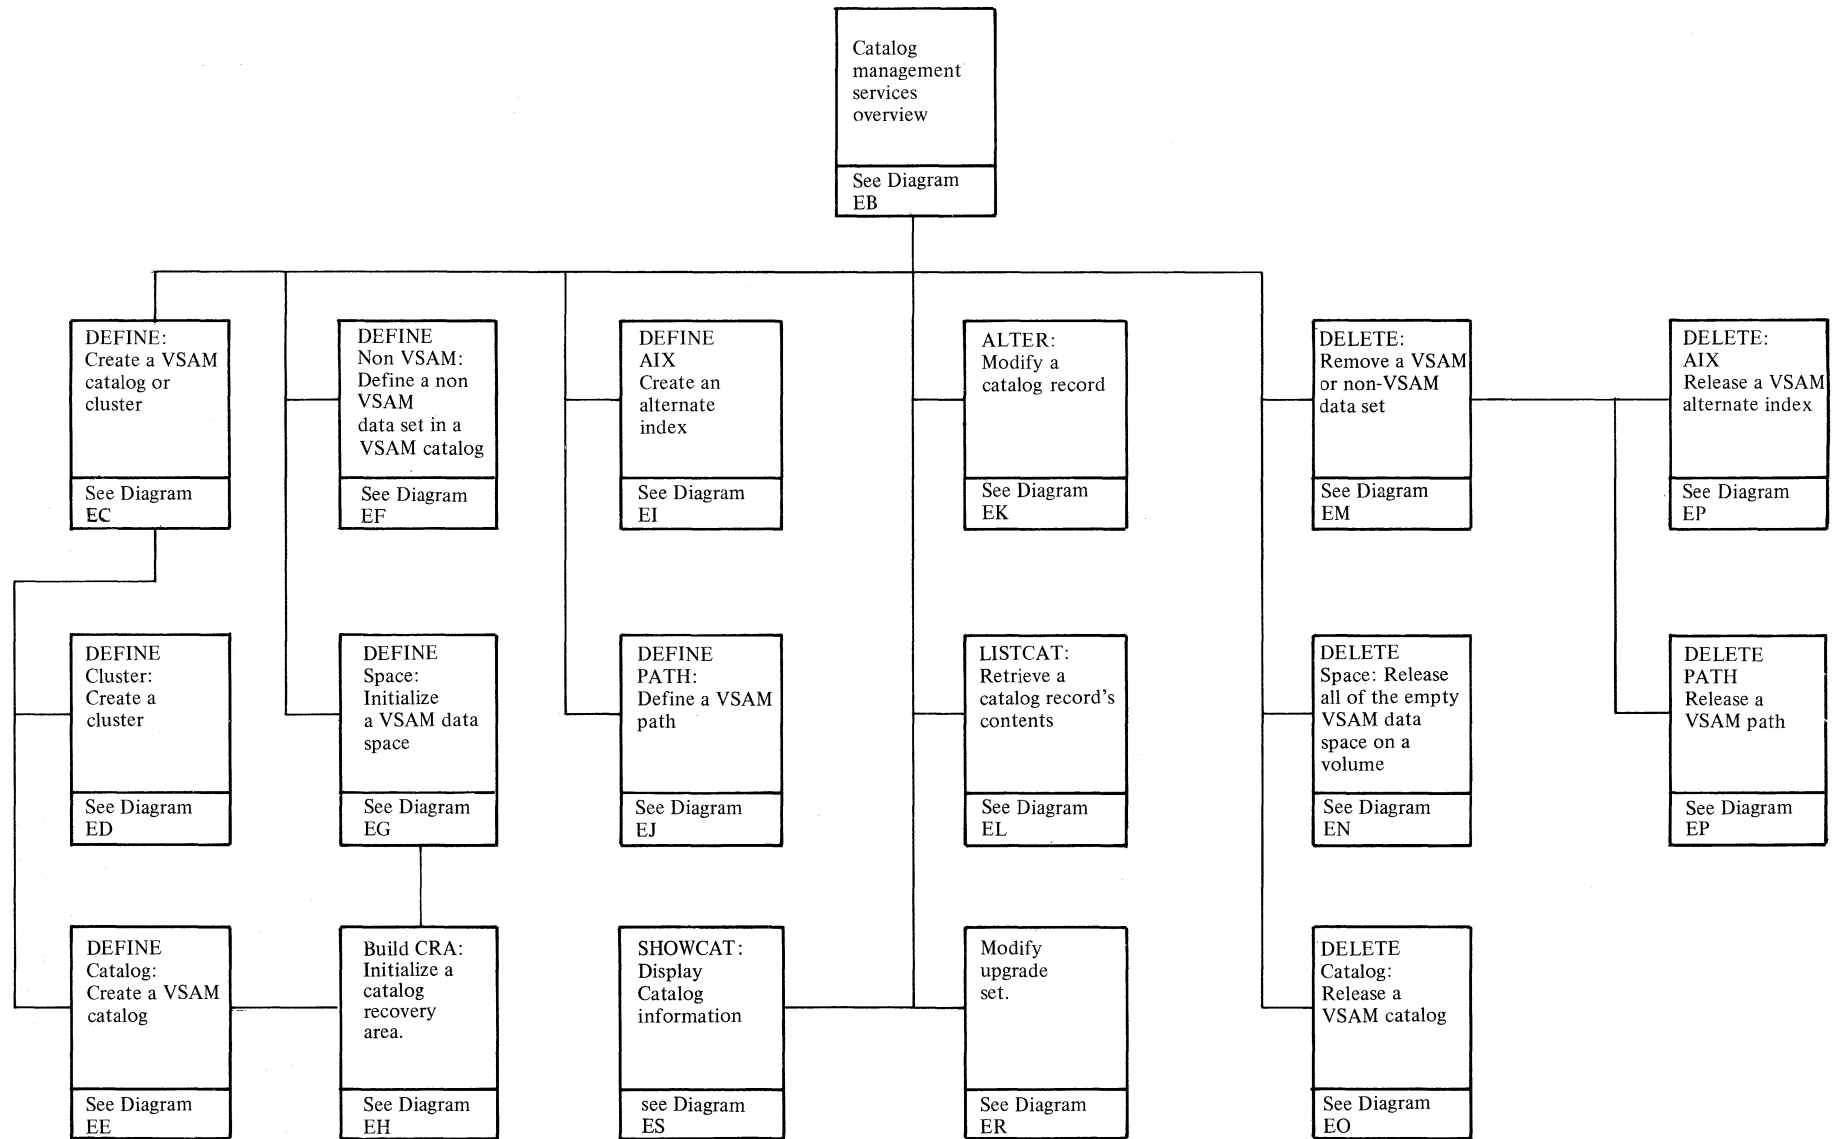 Catalog
management
services
overview
See Diagram
EB
DEFINE:
Create a VSAM
catalog or
cluster
See Diagram
EC
DEFINE
Non VSAM:
Define a non
VSAM
data set in a
VSAM catalog
See Diagram
EF
DEFINE
AIX
Create an
alternate
index
See Diagram
EI
ALTER:
Modify a
catalog record
See Diagram
EK
DELETE:
Remove a VSAM
or non-VSAM
data set
See Diagram
EM
DELETE:
AIX
Release a VSAM
alternate index
See Diagram
EP
DEFINE
Cluster:
Create a
cluster
See Diagram
ED
DEFINE
Space:
Initialize
a VSAM data
space
See Diagram
EG
DEFINE
PATH:
Define a VSAM
path
See Diagram
EJ
LISTCAT:
Retrieve a
catalog record's
contents
See Diagram
EL
DELETE
Space: Release
all of the empty
VSAM data
space on a
volume
See Diagram
EN
DELETE
PATH
Release a
VSAM path
See Diagram
EP
DEFINE
Catalog:
Create a VSAM
catalog
See Diagram
EE
Build CRA:
Initialize a
catalog
recovery
area.
See Diagram
EH
SHOWCAT:
Display
Catalog
information
see Diagram
ES
Modify
upgrade
set.
See Diagram
ER
DELETE
Catalog:
Release a
VSAM catalog
See Diagram
EO